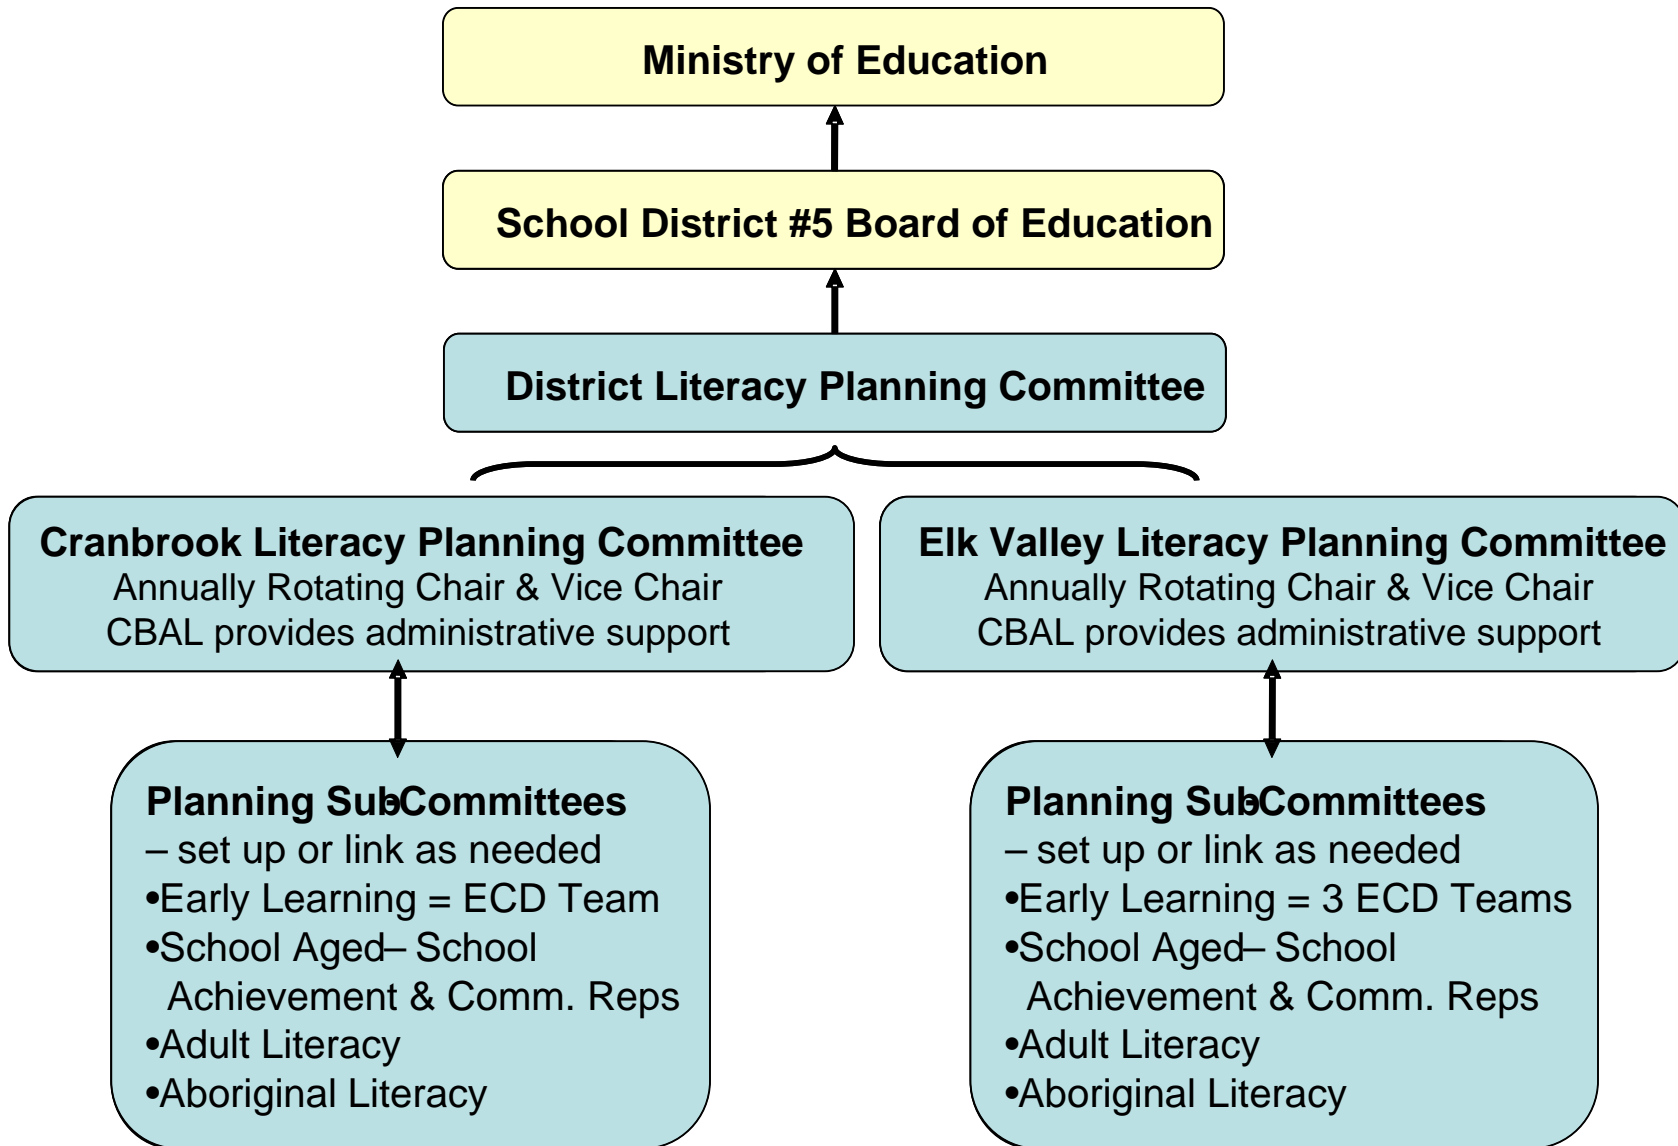 Ministry of Education
School District #5 Board of Education
District Literacy Planning Committee
Cranbrook Literacy Planning Committee
Annually Rotating Chair & Vice Chair
CBAL provides administrative support
Elk Valley Literacy Planning Committee
Annually Rotating Chair & Vice Chair
CBAL provides administrative support
Planning Sub-Committees
– set up or link as needed
•Early Learning = ECD Team
•School Aged– School
Achievement & Comm. Reps
•Adult Literacy
•Aboriginal Literacy
Planning Sub-Committees
– set up or link as needed
•Early Learning = 3 ECD Teams
•School Aged– School
Achievement & Comm. Reps
•Adult Literacy
•Aboriginal Literacy